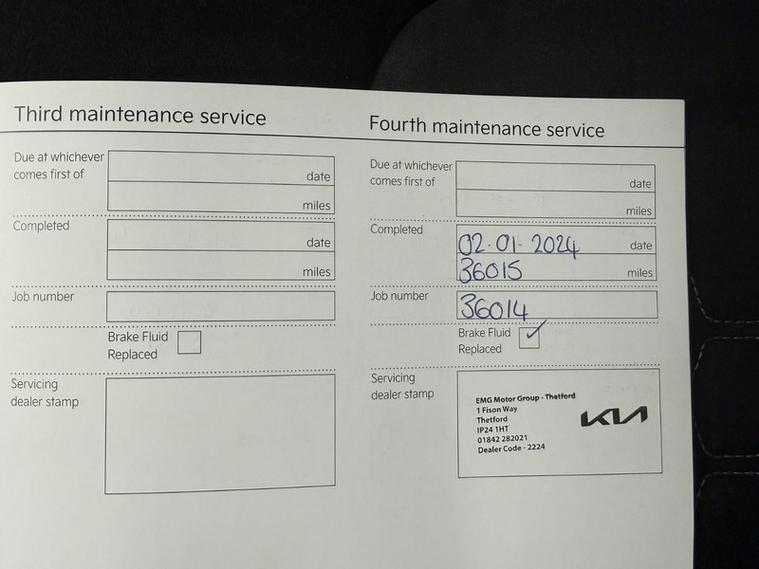 Third maintenance service
Due at whichever
comes first of
date
miles
Completed
date
miles
Job number
Brake Fluid
Replaced
Servicing
dealer stamp
Fourth maintenance service
Due at whichever
comes first of
date
miles
Completed
02.01.2024 date
36015 miles
Job number
36014
Brake Fluid
Replaced
Servicing
dealer stamp
EMG Motor Group - Thetford
1 Fison Way
Thetford
IP24 1HT
01842 282021
Dealer Code - 2224
KIA